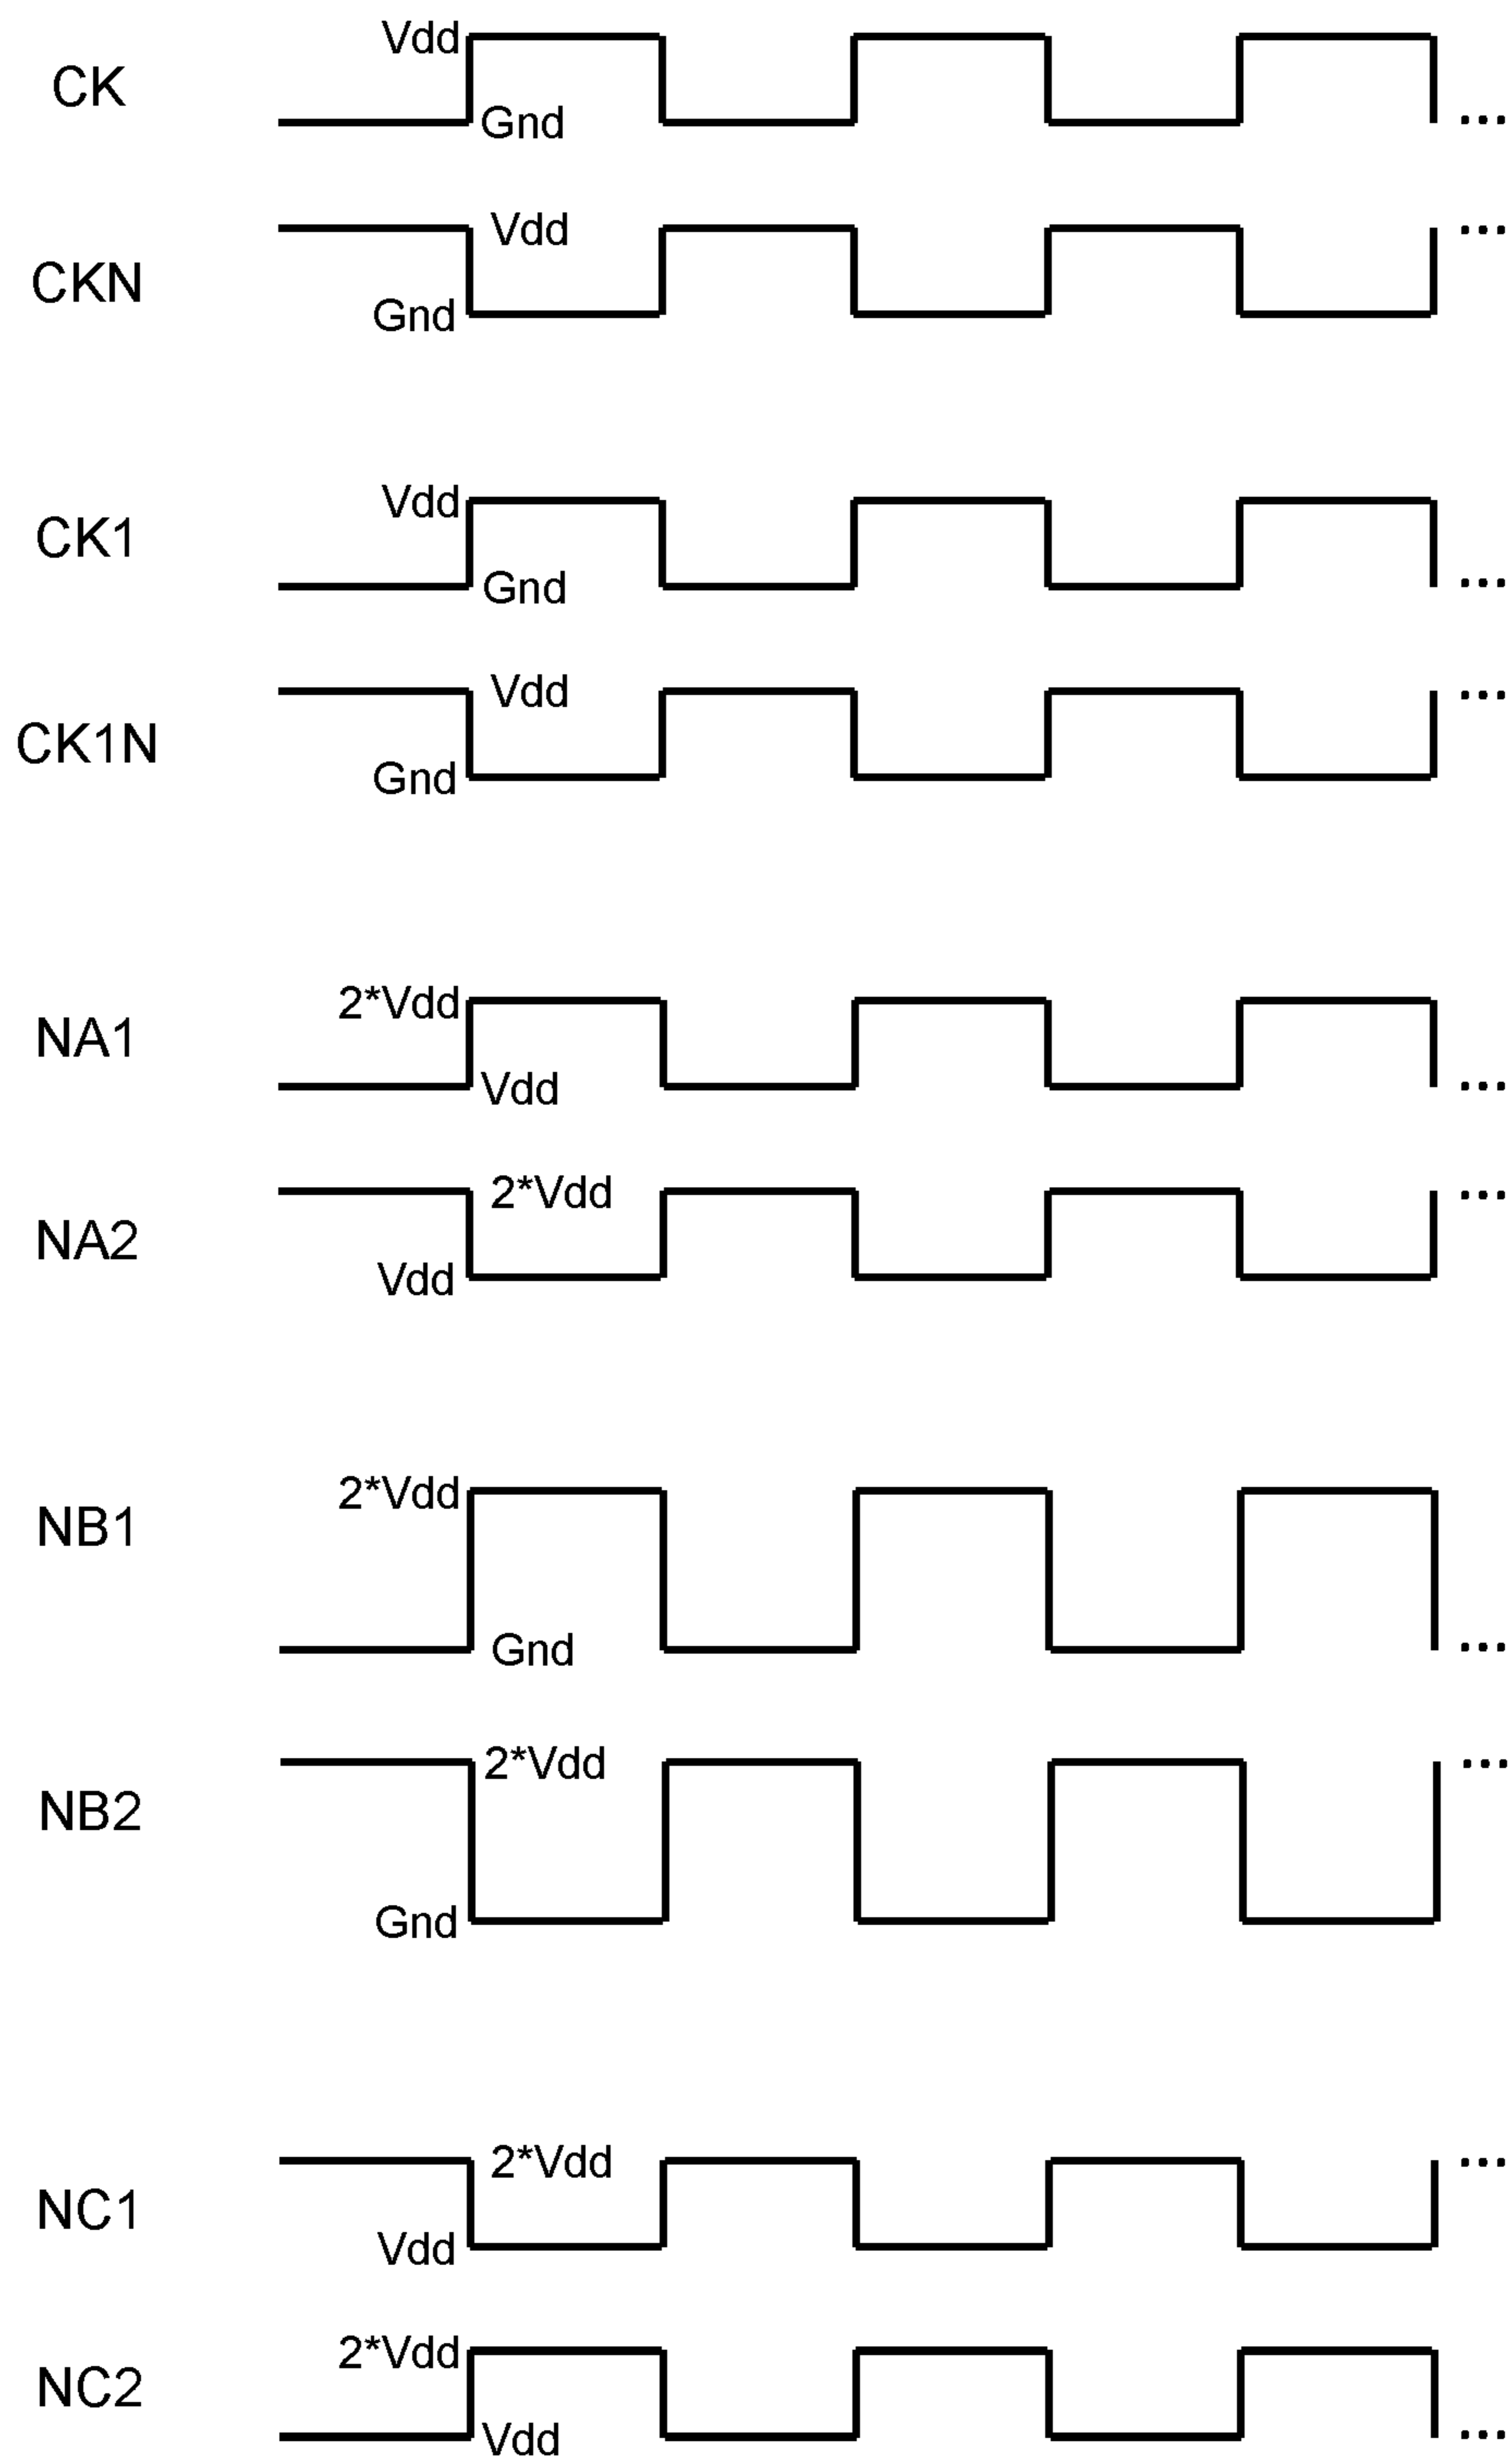 Vdd
CK
Gnd
...
Vdd
...
CKN
Gnd
Vdd
CK1
Gnd
...
Vdd
...
CK1N
Gnd
2*Vdd
NA1
Vdd
...
2*Vdd
...
NA2
Vdd
2*Vdd
NB1
Gnd
...
2*Vdd
...
NB2
Gnd
2*Vdd
...
NC1
Vdd
2*Vdd
NC2
Vdd
...